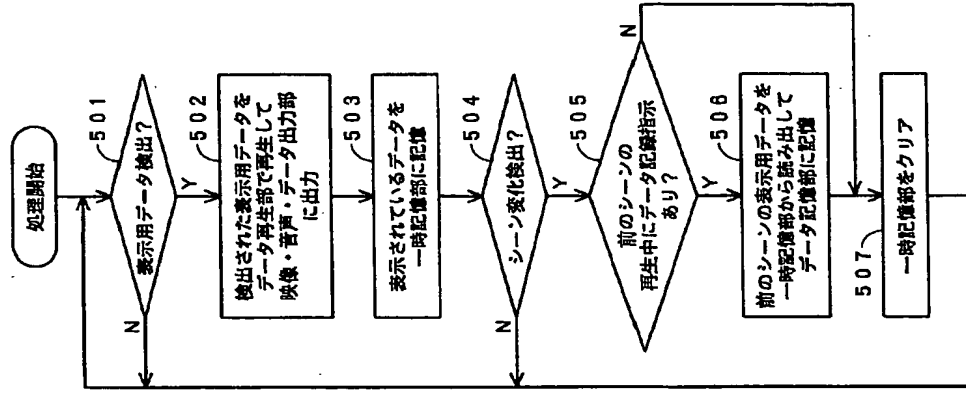 処理開始
501
表示用データ検出?
N
Y
502
検出された表示用データを
データ再生部で再生して
映像・音声・データ出力部
に出力
503
表示されているデータを
一時記憶部に記憶
504
シーン変化検出?
N
Y
505
前のシーンの
再生中にデータ記録指示
あり?
N
Y
506
前のシーンの表示用データを
一時記憶部から読み出して
データ記憶部に記憶
507
一時記憶部をクリア